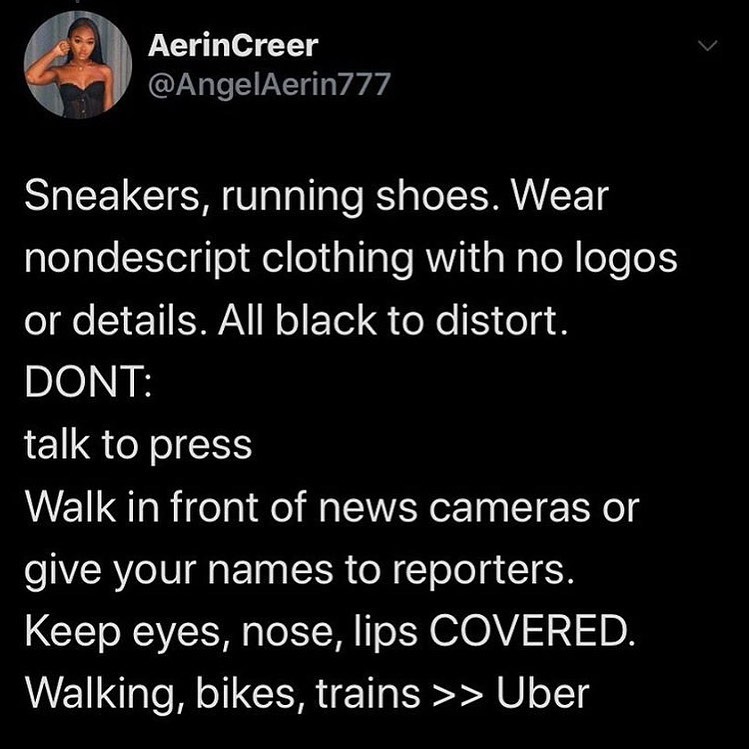 AerinCreer
@AngelAerin777
Sneakers, running shoes. Wear
nondescript clothing with no logos
or details. All black to distort.
DONT:
talk to press
Walk in front of news cameras or
give your names to reporters.
Keep eyes, nose, lips COVERED.
Walking, bikes, trains >> Uber